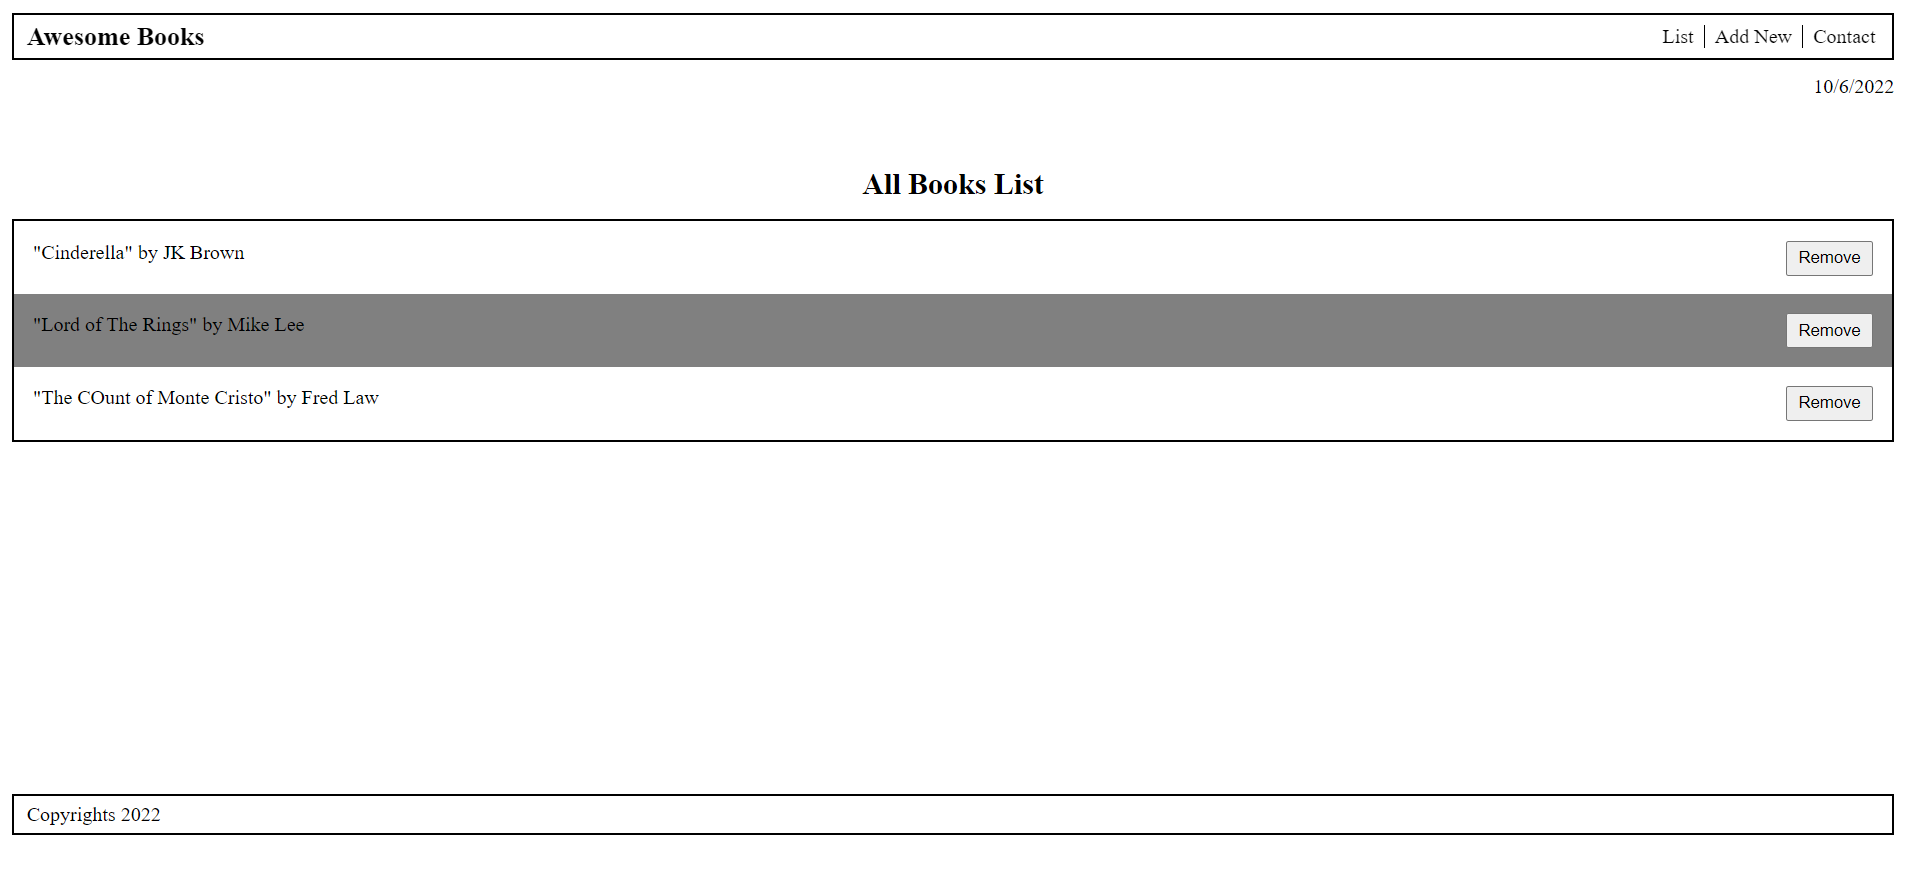 Awesome Books
List
Add New
Contact
10/6/2022
All Books List
"Cinderella" by JK Brown
Remove
"Lord of The Rings" by Mike Lee
Remove
"The COunt of Monte Cristo" by Fred Law
Remove
Copyrights 2022